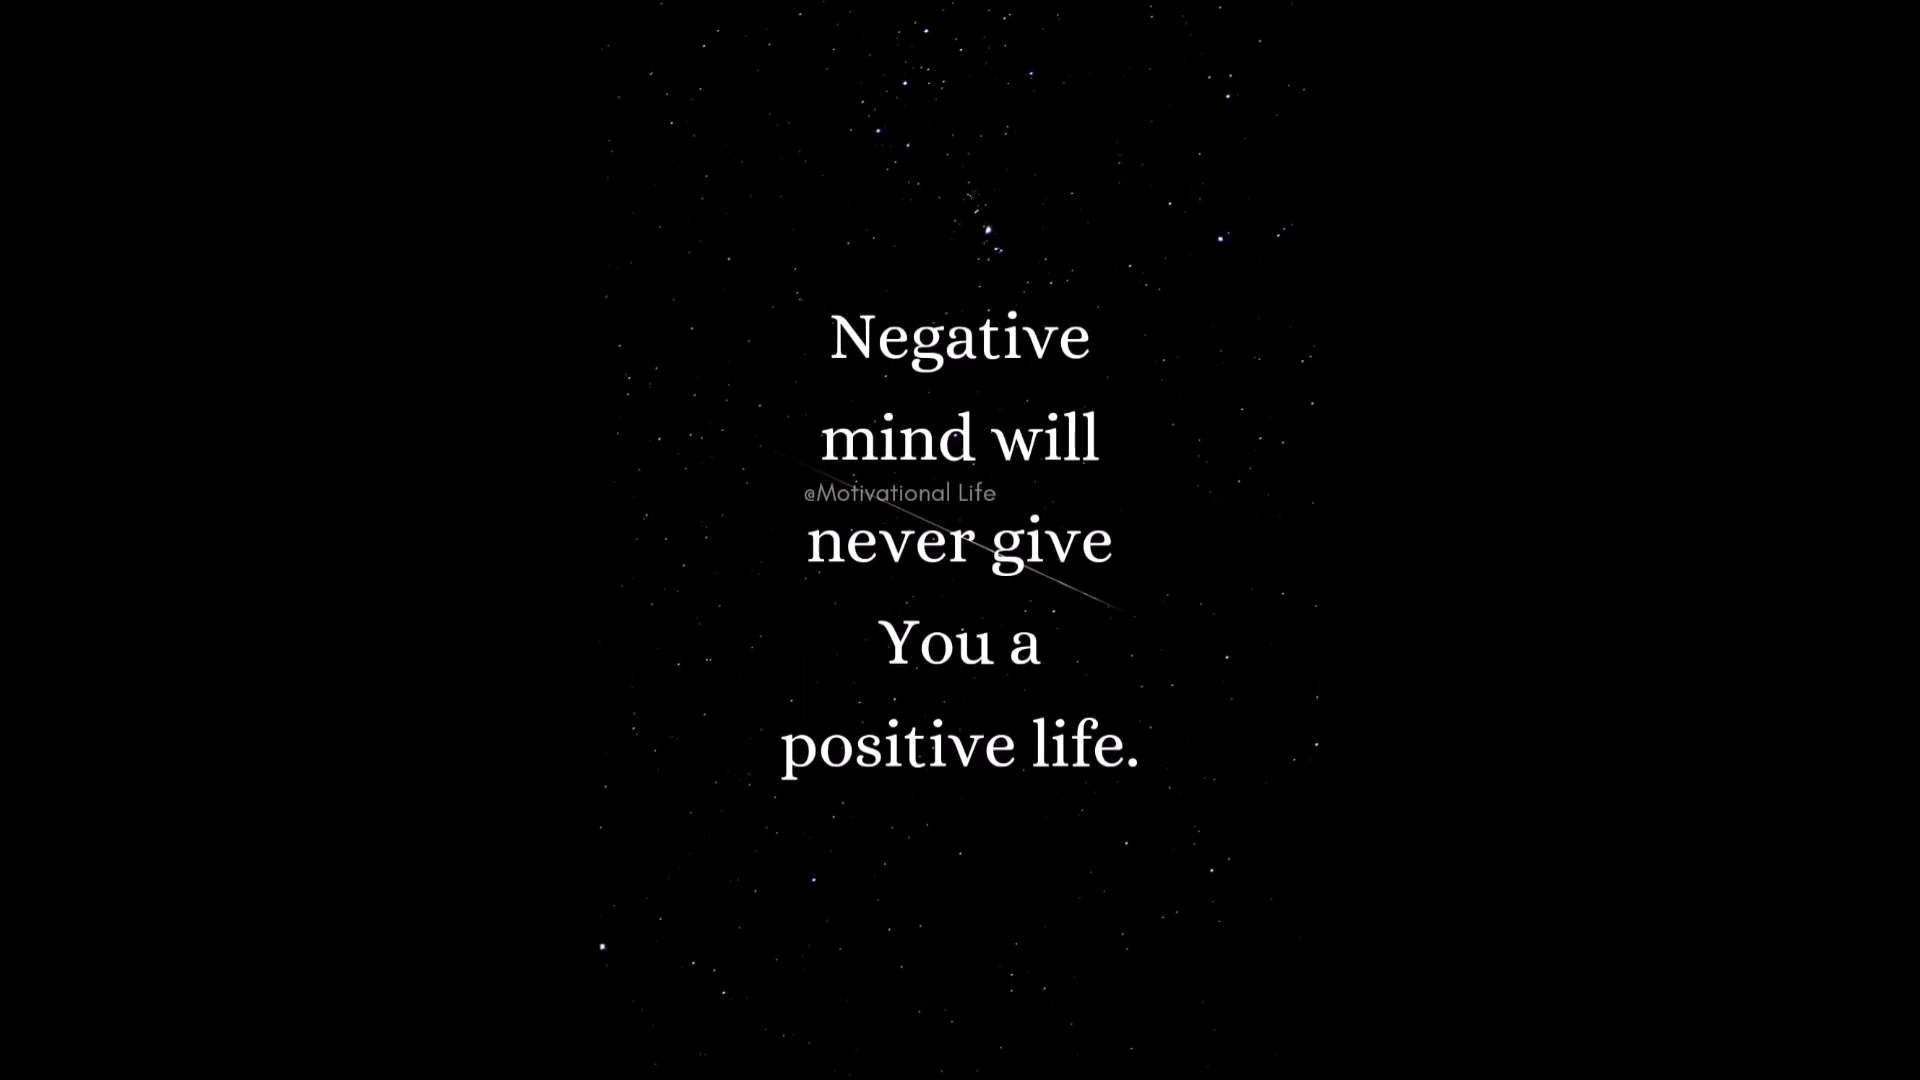 Negative
mind will
@Motivational Life
never give
You a
positive life.